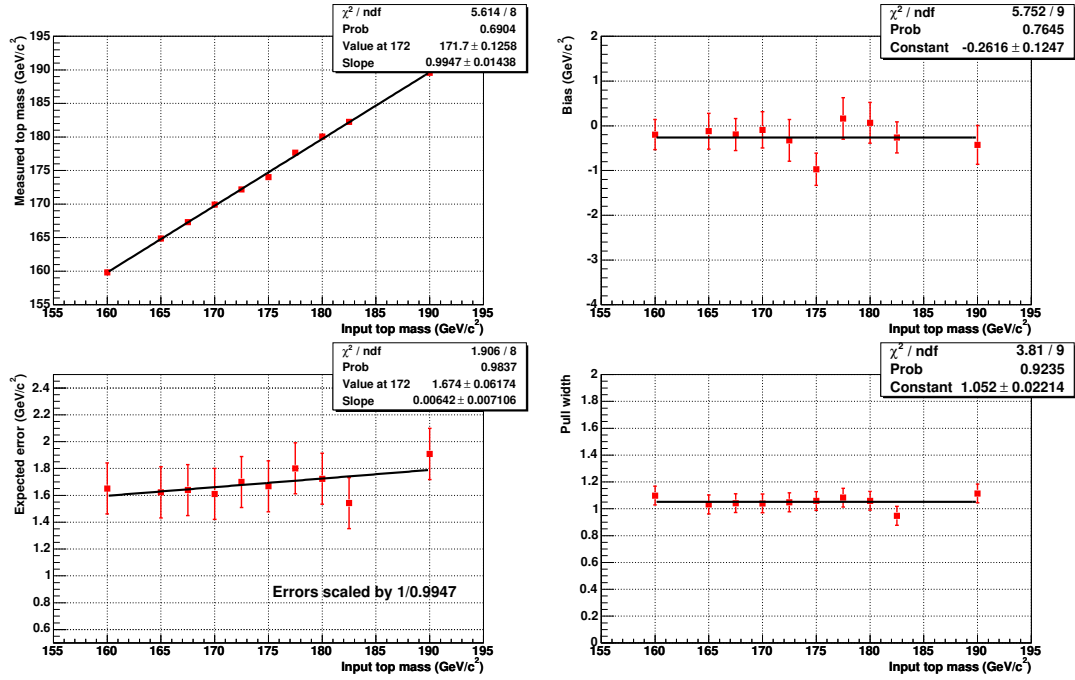 χ² / ndf 5.614 / 8
Prob 0.6904
Value at 172 171.7 ± 0.1258
Slope 0.9947 ± 0.01438
Measured top mass (GeV/c²)
195
190
185
180
175
170
165
160
155
155 160 165 170 175 180 185 190 195
Input top mass (GeV/c²)
χ² / ndf 5.752 / 9
Prob 0.7645
Constant -0.2616 ± 0.1247
Bias (GeV/c²)
2
1
-0
-1
-2
-3
-4
155 160 165 170 175 180 185 190 195
Input top mass (GeV/c²)
χ² / ndf 1.906 / 8
Prob 0.9837
Value at 172 1.674 ± 0.06174
Slope 0.00642 ± 0.007106
Expected error (GeV/c²)
2.4
2.2
2
1.8
1.6
1.4
1.2
1
0.8
0.6
Errors scaled by 1/0.9947
155 160 165 170 175 180 185 190 195
Input top mass (GeV/c²)
χ² / ndf 3.81 / 9
Prob 0.9235
Constant 1.052 ± 0.02214
Pull width
2
1.8
1.6
1.4
1.2
1
0.8
0.6
0.4
0.2
0
155 160 165 170 175 180 185 190 195
Input top mass (GeV/c²)